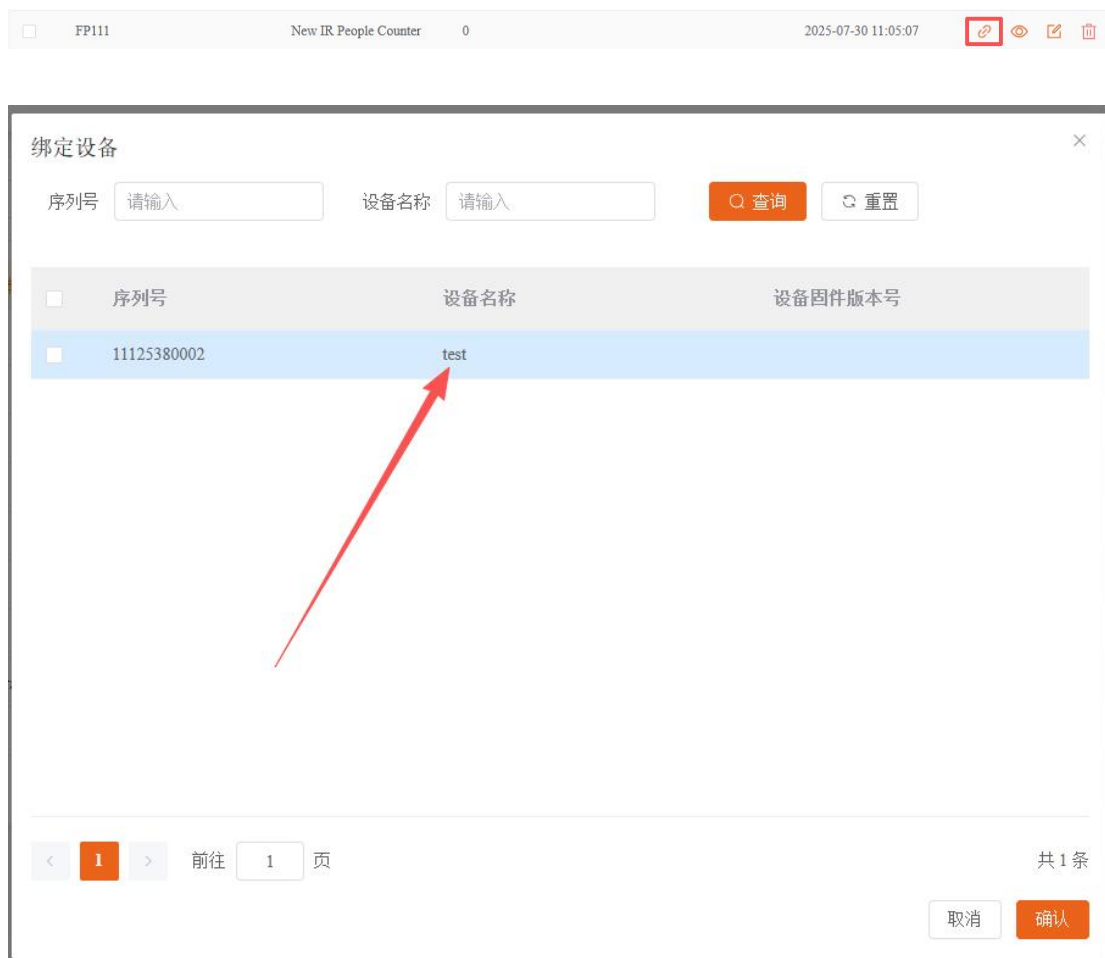 FP111 New IR People Counter 0 2025-07-30 11:05:07
绑定设备
序列号 请输入 设备名称 请输入 查询 重置
序列号 设备名称 设备固件版本号
11125380002 test
1 前往 1 页 共 1 条
取消 确认